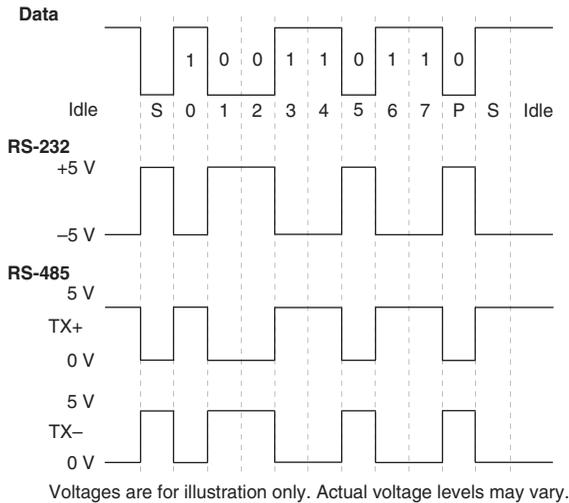 Data
1 0 0 1 1 0 1 1 0
Idle S 0 1 2 3 4 5 6 7 P S Idle
RS-232
+5 V
–5 V
RS-485
5 V
TX+
0 V
5 V
TX–
0 V
Voltages are for illustration only. Actual voltage levels may vary.